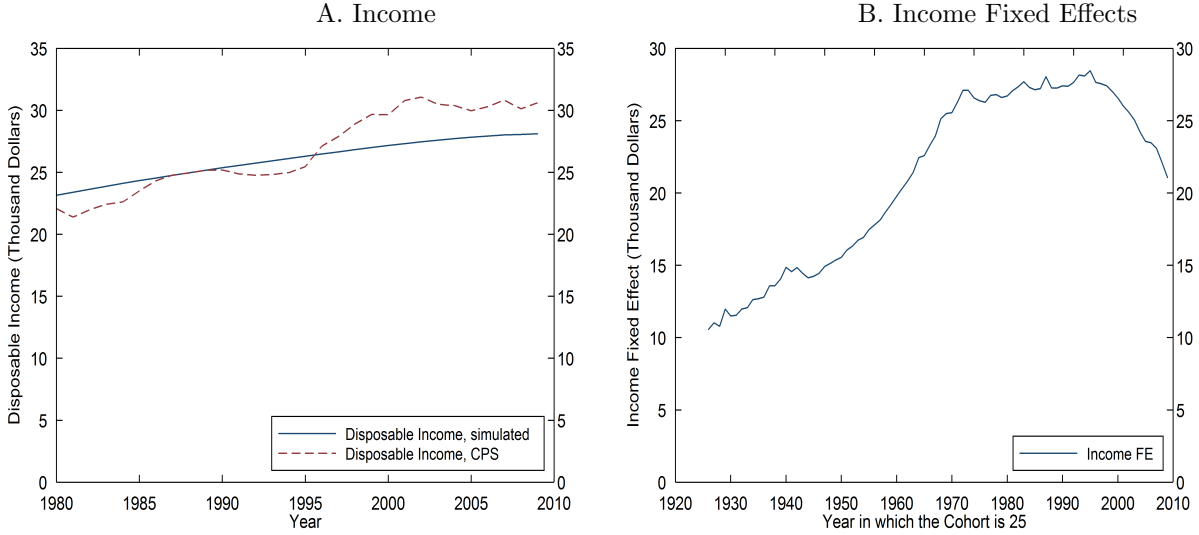 A. Income
35
30
25
20
15
10
5
0
35
30
25
20
15
10
5
0
Disposable Income (Thousand Dollars)
Disposable Income, simulated
Disposable Income, CPS
1980 1985 1990 1995 2000 2005 2010
Year
B. Income Fixed Effects
30
25
20
15
10
5
0
30
25
20
15
10
5
0
Income Fixed Effect (Thousand Dollars)
Income FE
1920 1930 1940 1950 1960 1970 1980 1990 2000 2010
Year in which the Cohort is 25